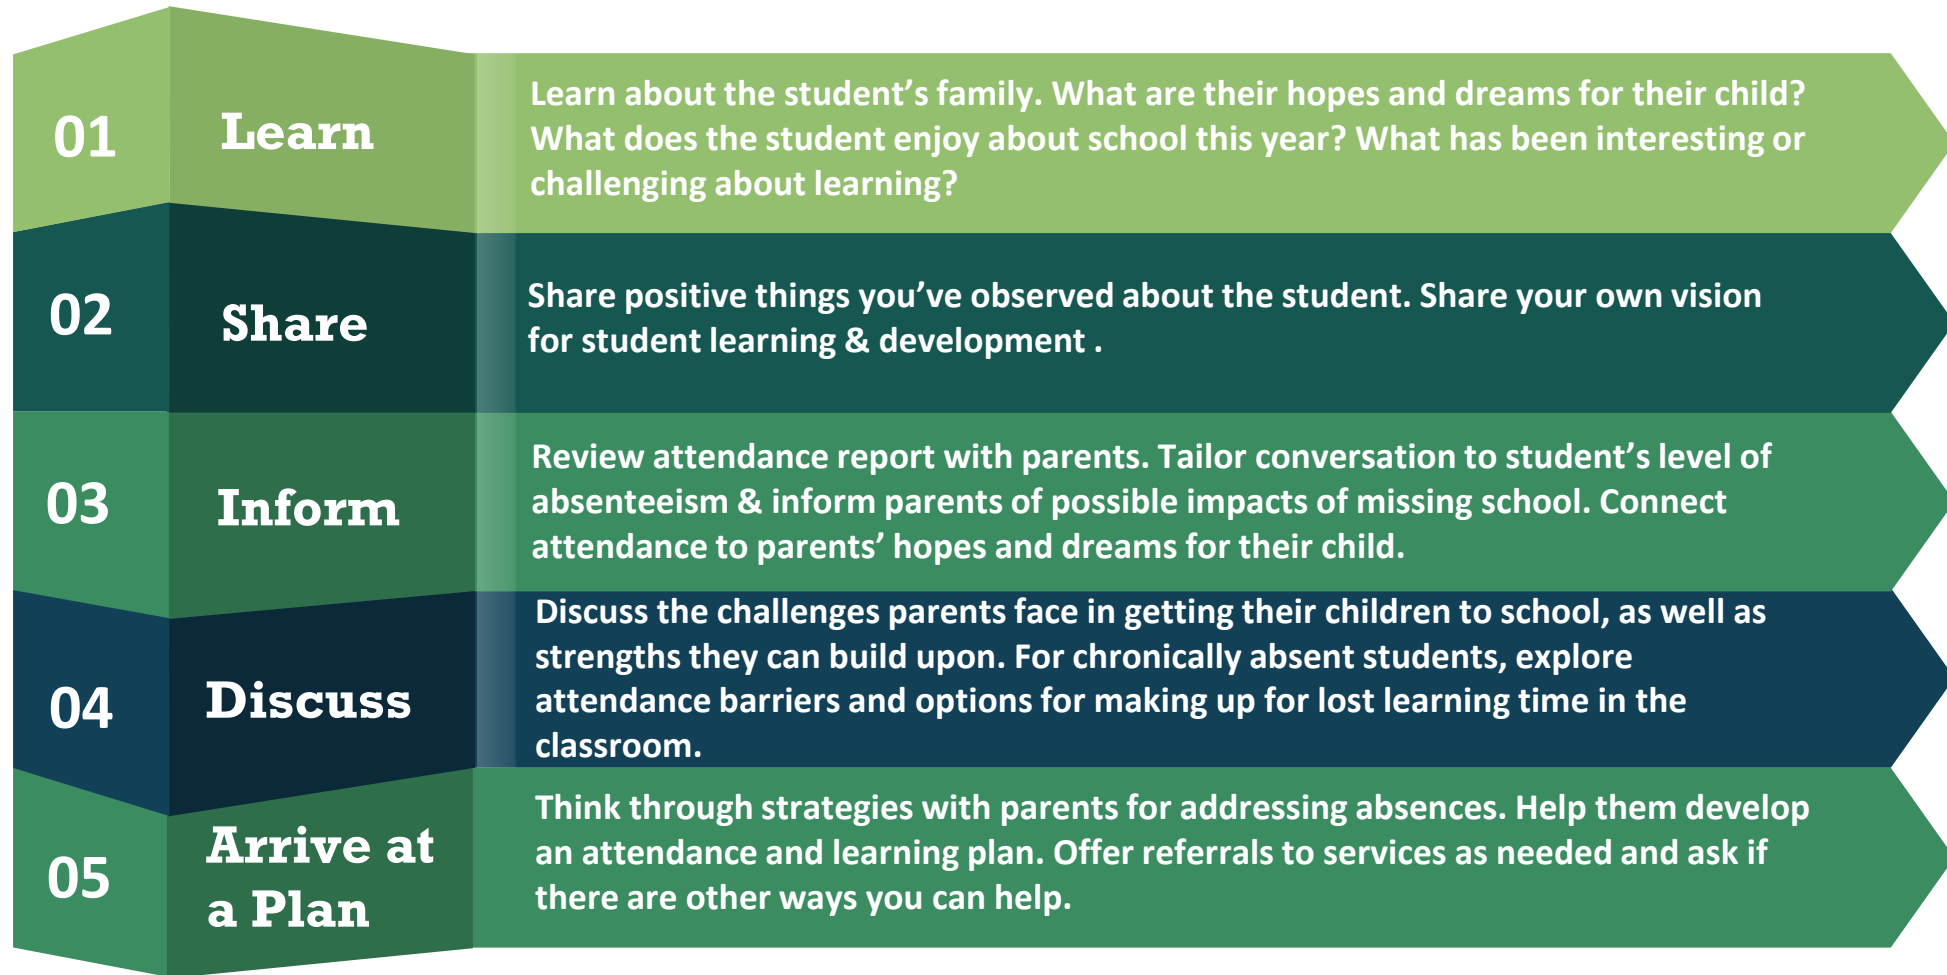 01
Learn
Learn about the student’s family. What are their hopes and dreams for their child?
What does the student enjoy about school this year? What has been interesting or
challenging about learning?
02
Share
Share positive things you’ve observed about the student. Share your own vision
for student learning & development .
03
Inform
Review attendance report with parents. Tailor conversation to student’s level of
absenteeism & inform parents of possible impacts of missing school. Connect
attendance to parents’ hopes and dreams for their child.
04
Discuss
Discuss the challenges parents face in getting their children to school, as well as
strengths they can build upon. For chronically absent students, explore
attendance barriers and options for making up for lost learning time in the
classroom.
05
Arrive at
a Plan
Think through strategies with parents for addressing absences. Help them develop
an attendance and learning plan. Offer referrals to services as needed and ask if
there are other ways you can help.